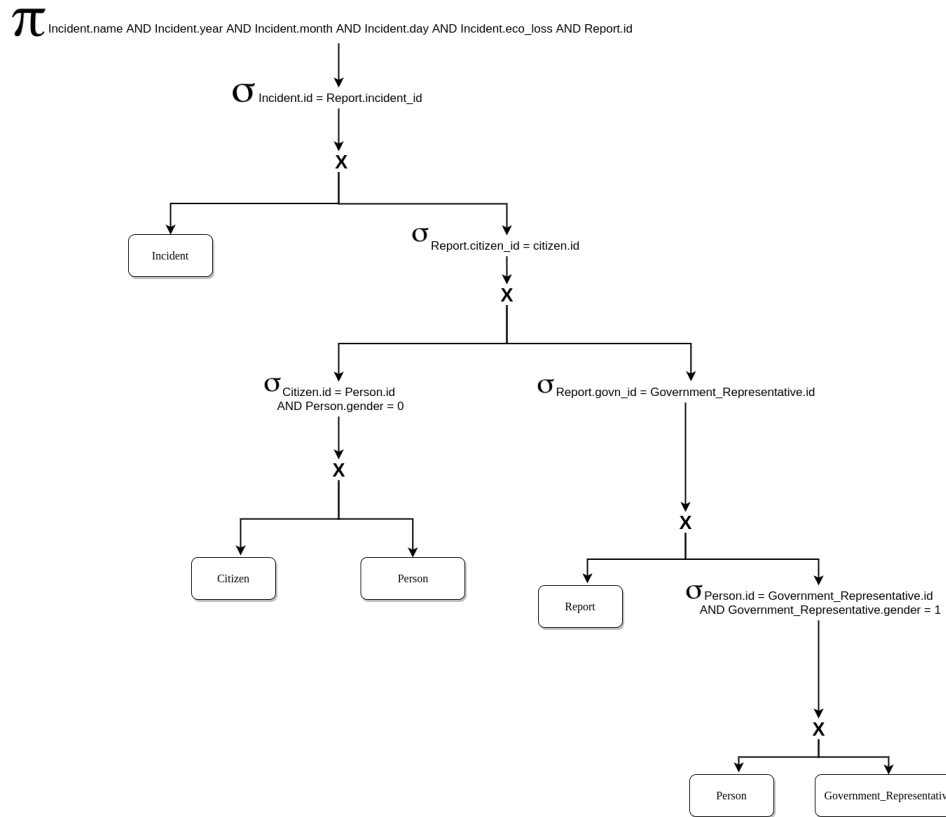 π Incident.name AND Incident.year AND Incident.month AND Incident.day AND Incident.eco_loss AND Report.id
σ Incident.id = Report.incident_id
X
Incident
σ Report.citizen_id = citizen.id
X
σ Citizen.id = Person.id
AND Person.gender = 0
σ Report.govn_id = Government_Representative.id
X
X
Citizen
Person
Report
σ Person.id = Government_Representative.id
AND Government_Representative.gender = 1
X
Person
Government_Representativ